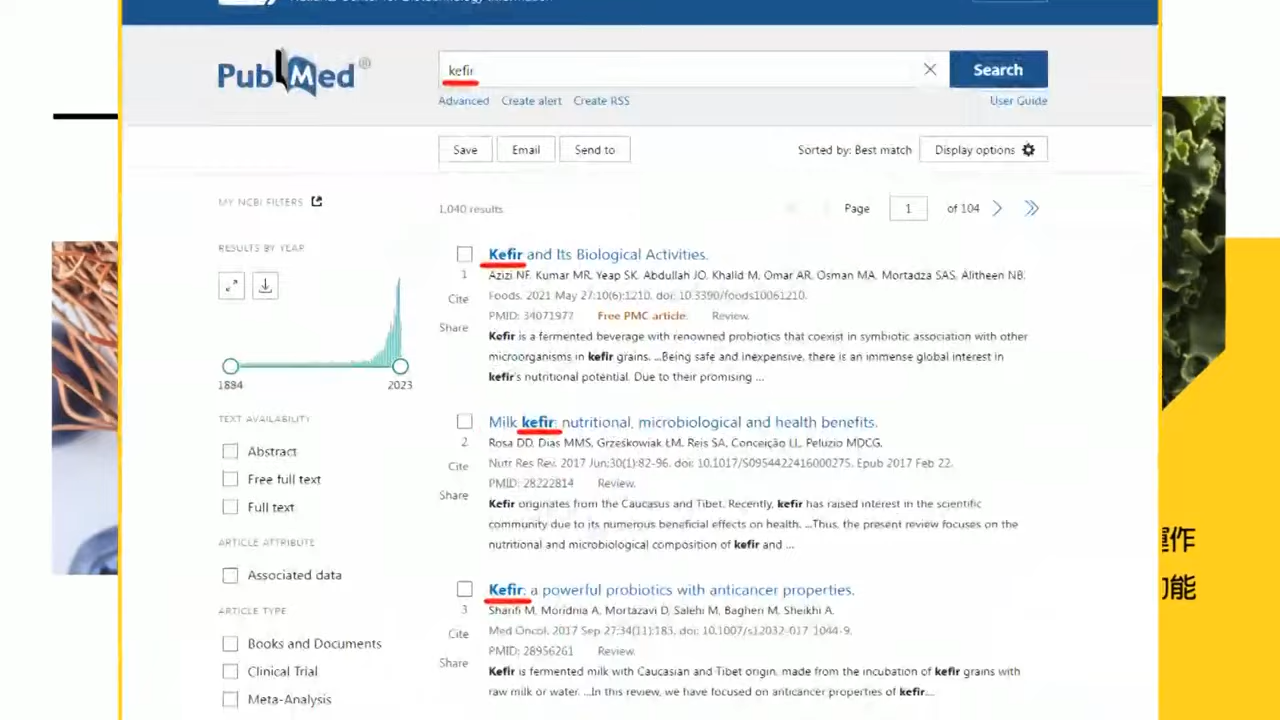 PubMed®
kefir
Search
Advanced Create alert Create RSS
User Guide
Save Email Send to
Sorted by: Best match Display options
MY NCBI FILTERS
1,040 results
Page 1 of 104
RESULTS BY YEAR
1884 2023
TEXT AVAILABILITY
Abstract
Free full text
Full text
ARTICLE ATTRIBUTE
Associated data
ARTICLE TYPE
Books and Documents
Clinical Trial
Meta-Analysis
Kefir and Its Biological Activities.
1
Cite
Share
Azizi NF, Kumar MR, Yeap SK, Abdullah JO, Khalid M, Omar AR, Osman MA, Mortadza SAS, Alitheen NB.
Foods. 2021 May 27;10(6):1210. doi: 10.3390/foods10061210.
PMID: 34071977 Free PMC article. Review.
Kefir is a fermented beverage with renowned probiotics that coexist in symbiotic association with other
microorganisms in kefir grains. ...Being safe and inexpensive, there is an immense global interest in
kefir's nutritional potential. Due to their promising ...
Milk kefir: nutritional, microbiological and health benefits.
2
Cite
Share
Rosa DD, Dias MMS, Grześkowiak ŁM, Reis SA, Conceição LL, Peluzio MDCG.
Nutr Res Rev. 2017 Jun;30(1):82-96. doi: 10.1017/S0954422416000275. Epub 2017 Feb 22.
PMID: 28222814 Review.
Kefir originates from the Caucasus and Tibet. Recently, kefir has raised interest in the scientific
community due to its numerous beneficial effects on health. ...Thus, the present review focuses on the
nutritional and microbiological composition of kefir and ...
Kefir: a powerful probiotics with anticancer properties.
3
Cite
Share
Sharifi M, Moridnia A, Mortazavi D, Salehi M, Bagheri M, Sheikhi A.
Med Oncol. 2017 Sep 27;34(11):183. doi: 10.1007/s12032-017-1044-9.
PMID: 28956261 Review.
Kefir is fermented milk with Caucasian and Tibet origin, made from the incubation of kefir grains with
raw milk or water. ...In this review, we have focused on anticancer properties of kefir...
運作
功能